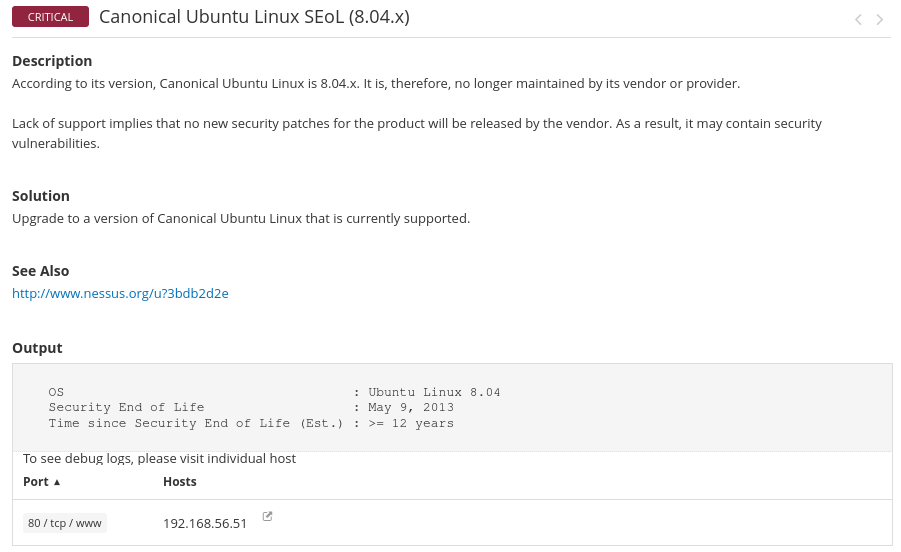 CRITICAL Canonical Ubuntu Linux SEoL (8.04.x)
Description
According to its version, Canonical Ubuntu Linux is 8.04.x. It is, therefore, no longer maintained by its vendor or provider.
Lack of support implies that no new security patches for the product will be released by the vendor. As a result, it may contain security
vulnerabilities.
Solution
Upgrade to a version of Canonical Ubuntu Linux that is currently supported.
See Also
http://www.nessus.org/u?3bdb2d2e
Output
OS : Ubuntu Linux 8.04
Security End of Life : May 9, 2013
Time since Security End of Life (Est.) : >= 12 years
To see debug logs, please visit individual host
Port ▲ Hosts
80 / tcp / www 192.168.56.51